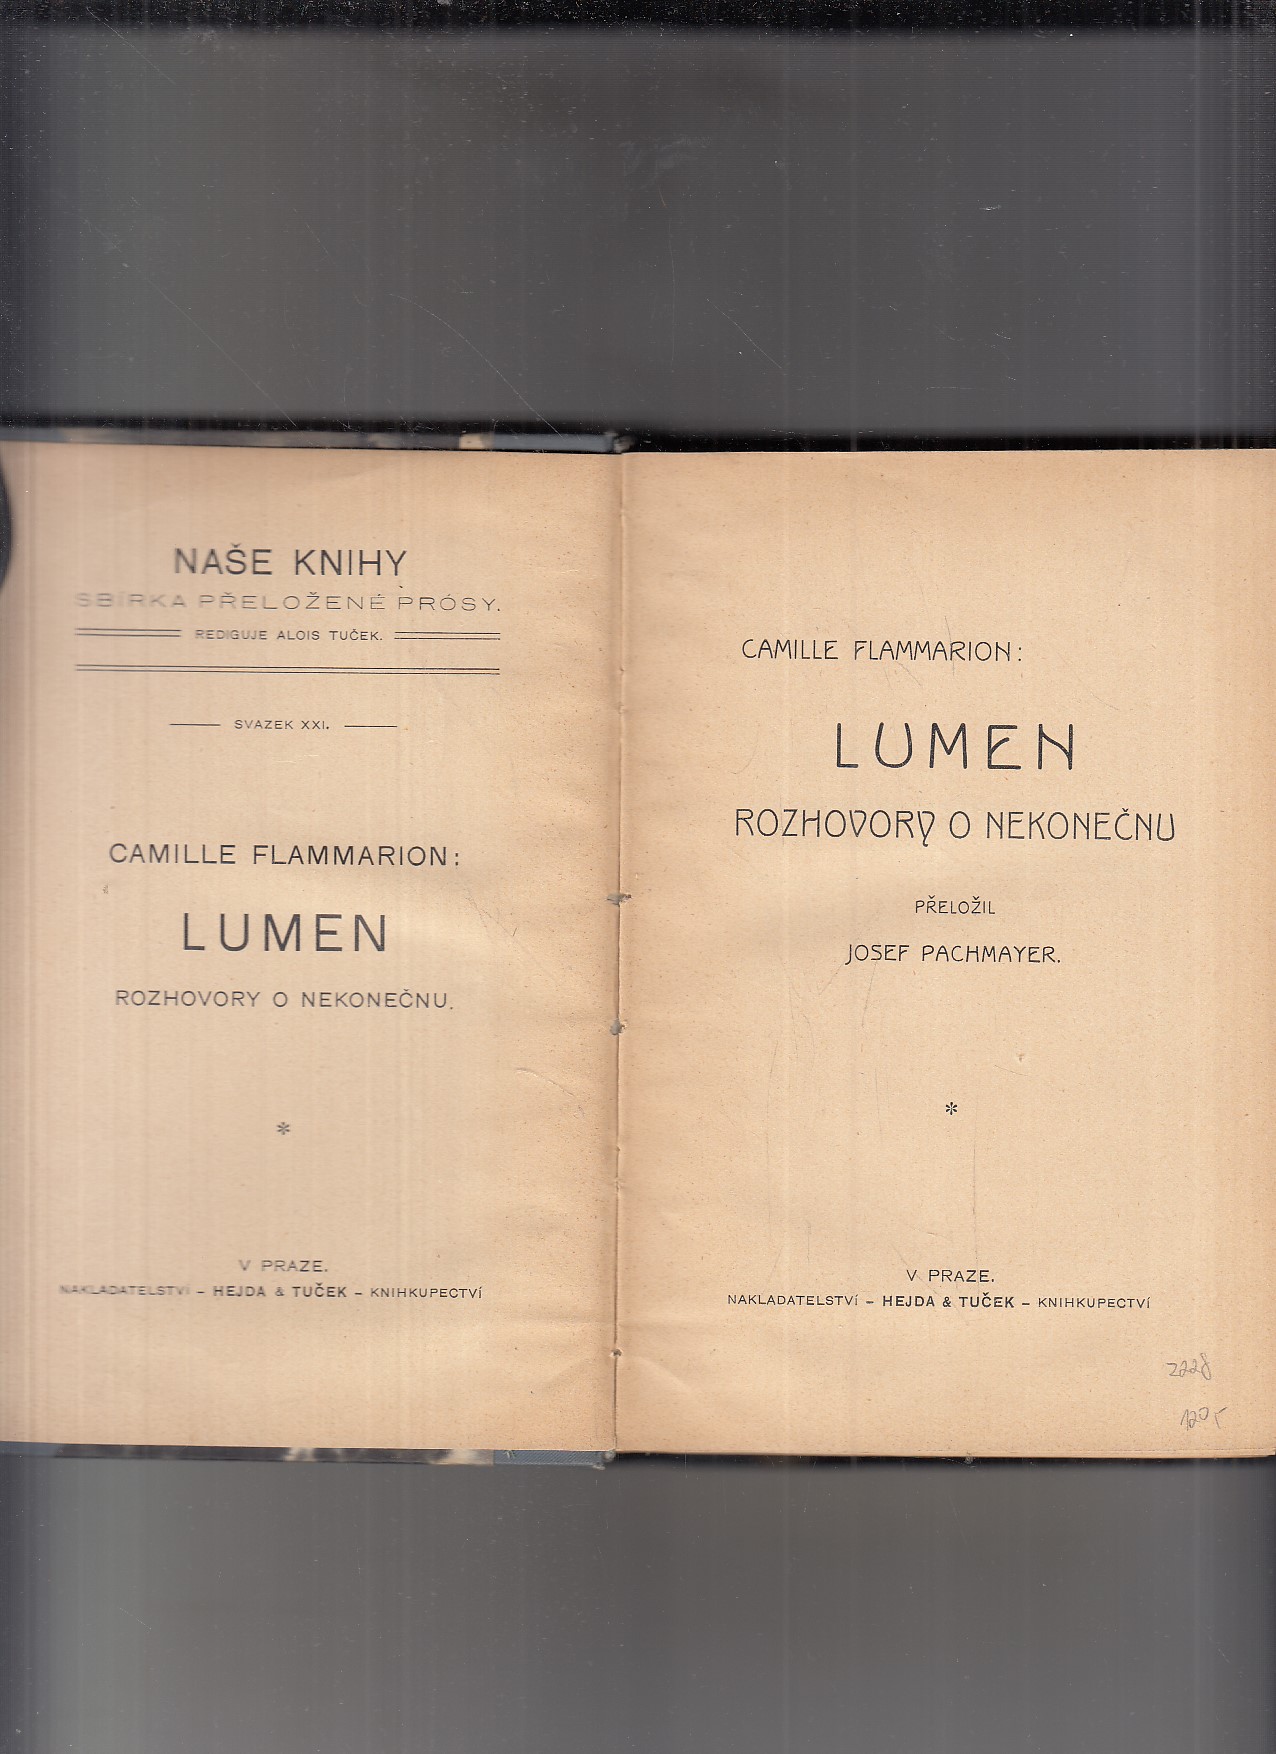 NAŠE KNIHY
SBÍRKA PŘELOŽENÉ PRÓSY.
REDIGUJE ALOIS TUČEK.
SVAZEK XXI.
CAMILLE FLAMMARION:
LUMEN
ROZHOVORY O NEKONEČNU.
*
V PRAZE.
NAKLADATELSTVÍ – HEJDA & TUČEK – KNIHKUPECTVÍ
CAMILLE FLAMMARION:
LUMEN
ROZHOVORY O NEKONEČNU
PŘELOŽIL
JOSEF PACHMAYER.
*
V PRAZE.
NAKLADATELSTVÍ – HEJDA & TUČEK – KNIHKUPECTVÍ